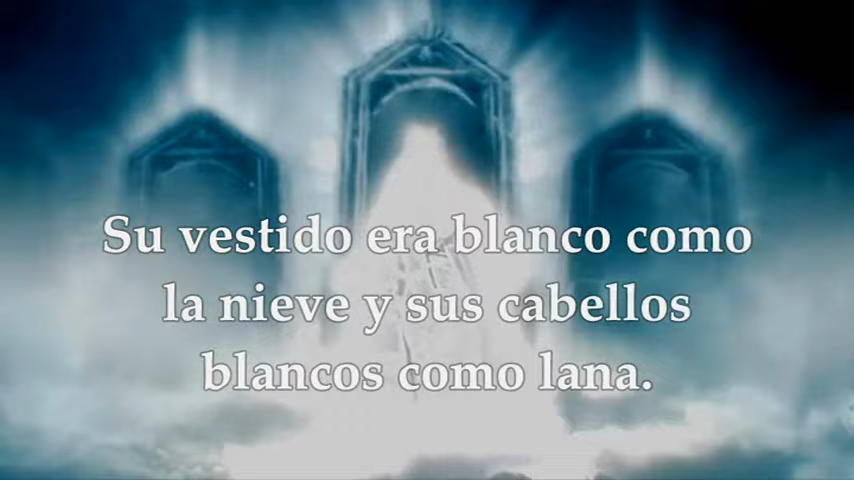 Su vestido era blanco como
la nieve y sus cabellos
blancos como lana.